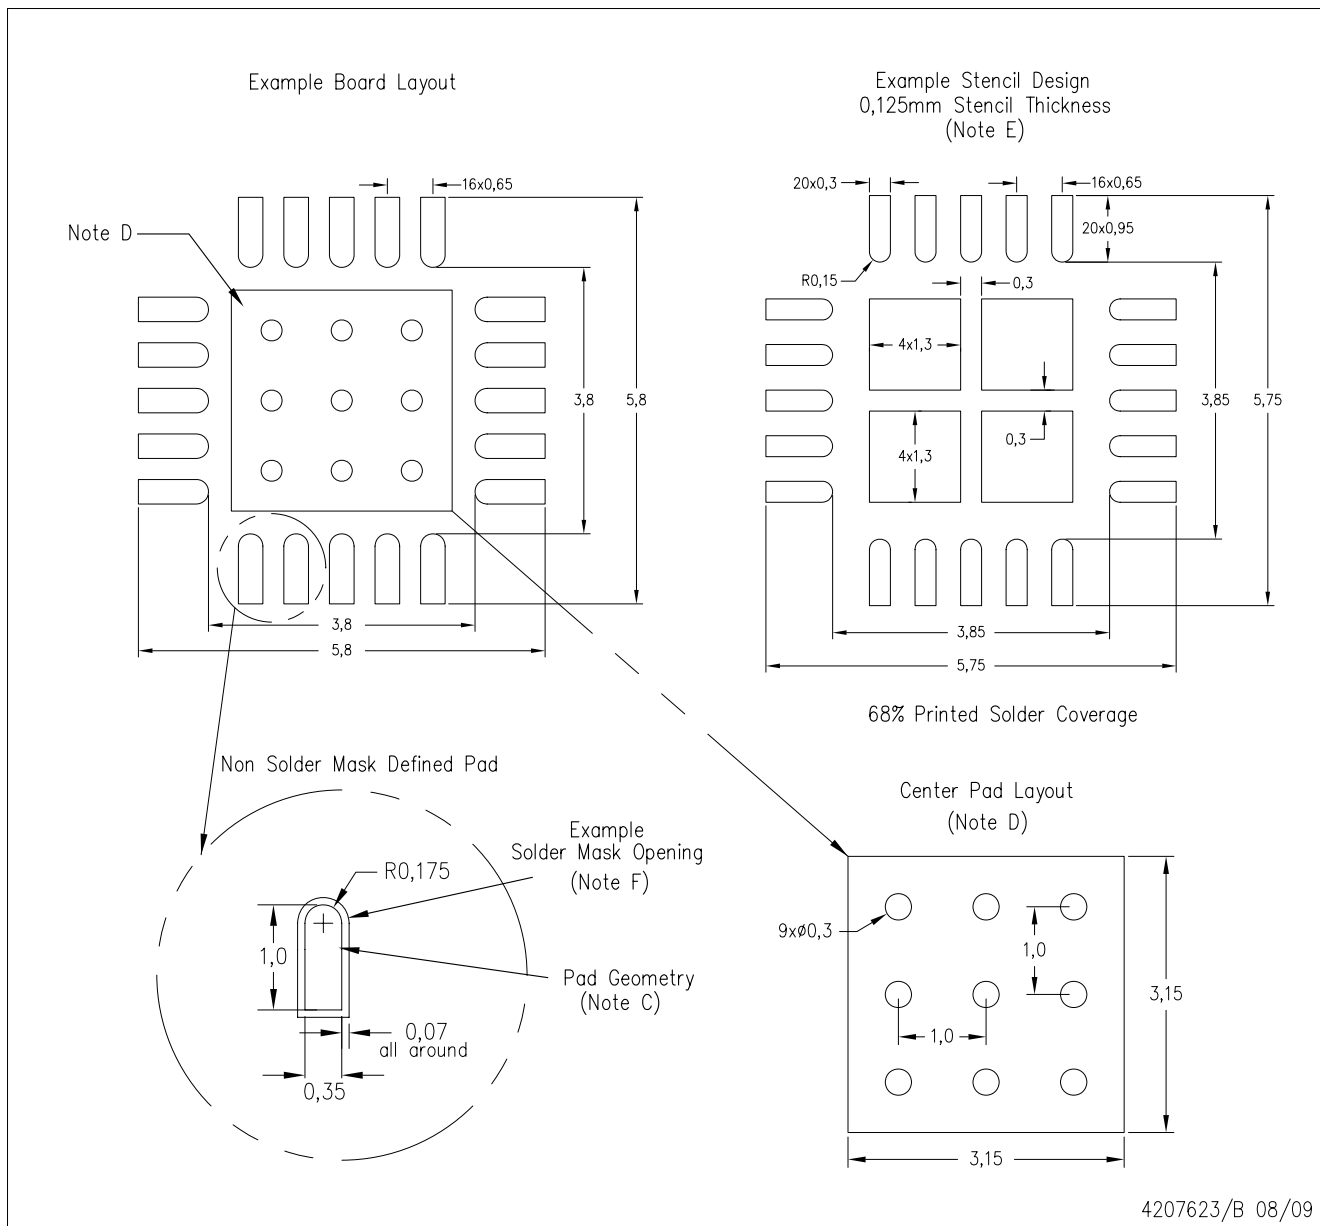 Example Board Layout
16x0,65
Note D
3,8
5,8
3,8
5,8
Example Stencil Design
0,125mm Stencil Thickness
(Note E)
20x0,3
16x0,65
20x0,95
R0,15
0,3
4x1,3
3,85
5,75
0,3
4x1,3
3,85
5,75
68% Printed Solder Coverage
Non Solder Mask Defined Pad
Example
Solder Mask Opening
(Note F)
R0,175
1,0
Pad Geometry
(Note C)
0,07
all around
0,35
Center Pad Layout
(Note D)
9xø0,3
1,0
3,15
1,0
3,15
4207623/B 08/09